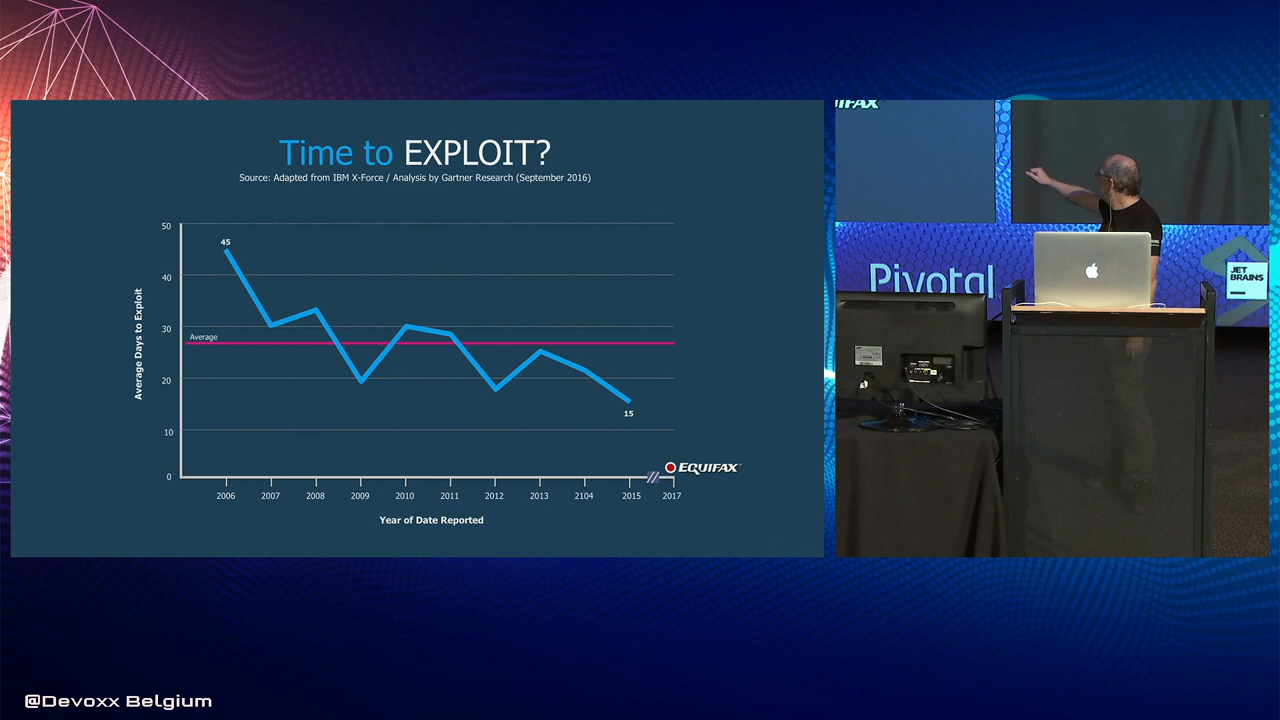 Time to EXPLOIT?
Source: Adapted from IBM X-Force / Analysis by Gartner Research (September 2016)
50
45
40
30
Average
20
15
10
0
Average Days to Exploit
EQUIFAX
2006 2007 2008 2009 2010 2011 2012 2013 2104 2015 2017
Year of Date Reported
Pivotal
JET
BRAINS
@Devoxx Belgium